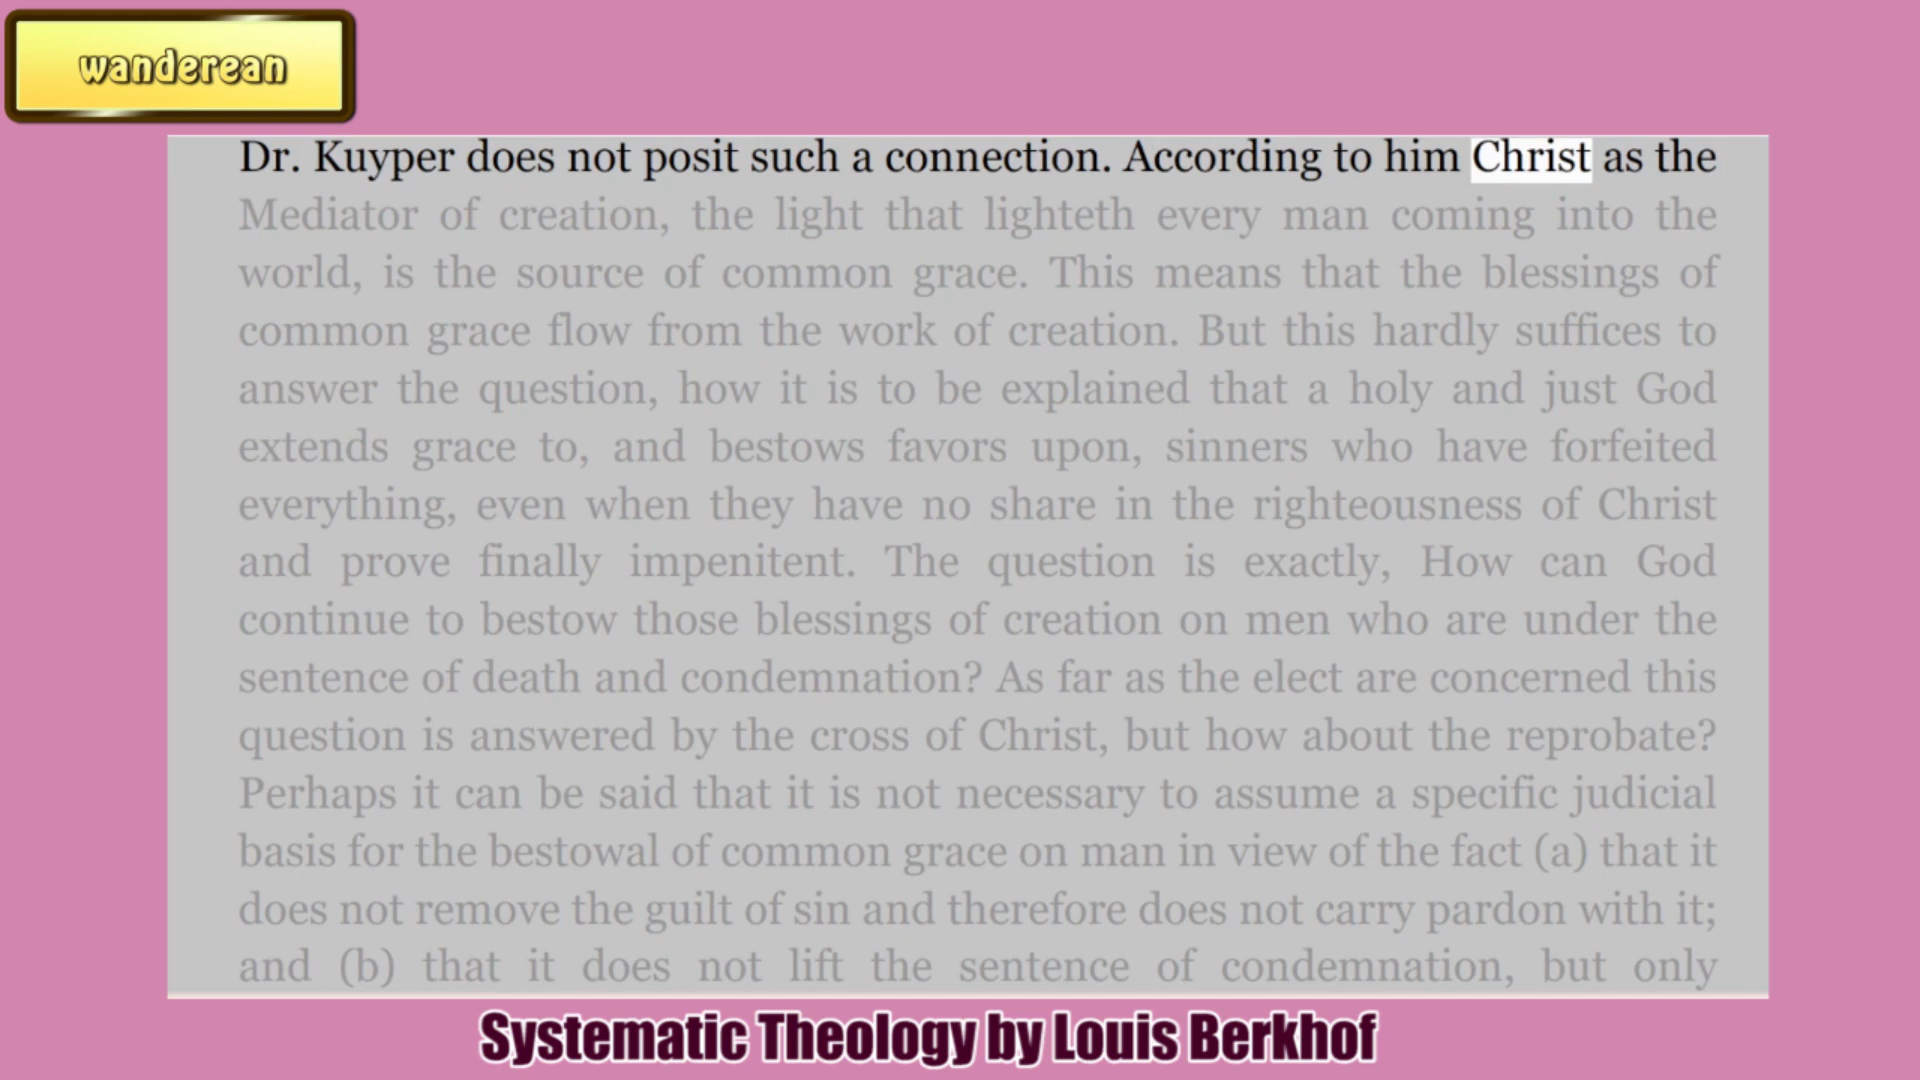 wanderean
Dr. Kuyper does not posit such a connection. According to him Christ as the
Mediator of creation, the light that lighteth every man coming into the
world, is the source of common grace. This means that the blessings of
common grace flow from the work of creation. But this hardly suffices to
answer the question, how it is to be explained that a holy and just God
extends grace to, and bestows favors upon, sinners who have forfeited
everything, even when they have no share in the righteousness of Christ
and prove finally impenitent. The question is exactly, How can God
continue to bestow those blessings of creation on men who are under the
sentence of death and condemnation? As far as the elect are concerned this
question is answered by the cross of Christ, but how about the reprobate?
Perhaps it can be said that it is not necessary to assume a specific judicial
basis for the bestowal of common grace on man in view of the fact (a) that it
does not remove the guilt of sin and therefore does not carry pardon with it;
and (b) that it does not lift the sentence of condemnation, but only
Systematic Theology by Louis Berkhof